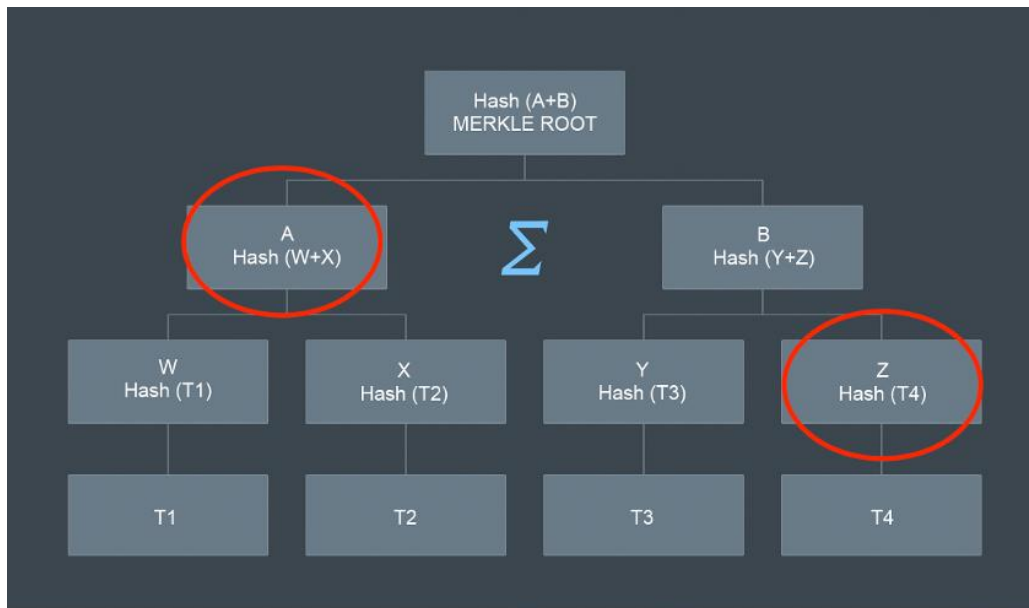 Hash (A+B)
MERKLE ROOT
A
Hash (W+X)
Σ
B
Hash (Y+Z)
W
Hash (T1)
X
Hash (T2)
Y
Hash (T3)
Z
Hash (T4)
T1
T2
T3
T4